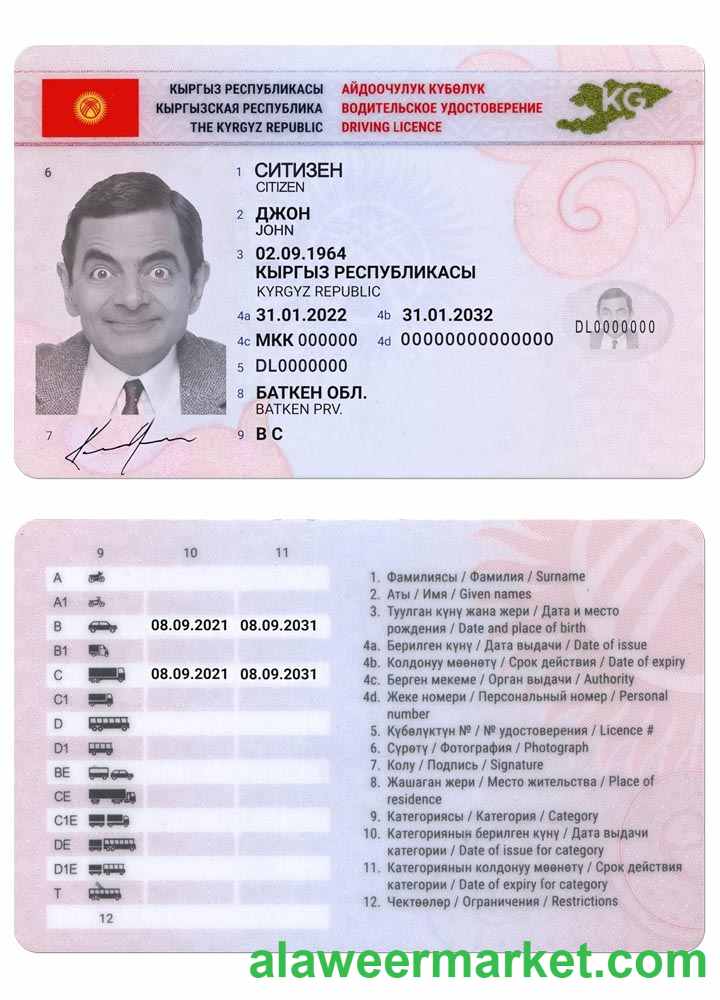 КЫРГЫЗ РЕСПУБЛИКАСЫ АЙДООЧУЛУК КҮБӨЛҮК
КЫРГЫЗСКАЯ РЕСПУБЛИКА ВОДИТЕЛЬСКОЕ УДОСТОВЕРЕНИЕ
THE KYRGYZ REPUBLIC DRIVING LICENCE
KG
6
1 СИТИЗЕН
CITIZEN
2 ДЖОН
JOHN
3 02.09.1964
КЫРГЫЗ РЕСПУБЛИКАСЫ
KYRGYZ REPUBLIC
4a 31.01.2022 4b 31.01.2032
4c МКК 000000 4d 00000000000000
5 DL0000000
DL0000000
8 БАТКЕН ОБЛ.
BATKEN PRV.
7
9 B C
9 10 11
A
A1
B 08.09.2021 08.09.2031
B1
C 08.09.2021 08.09.2031
C1
D
D1
BE
CE
C1E
DE
D1E
T
12
1. Фамилиясы / Фамилия / Surname
2. Аты / Имя / Given names
3. Туулган күнү жана жери / Дата и место
рождения / Date and place of birth
4a. Берилген күнү / Дата выдачи / Date of issue
4b. Колдонуу мөөнөтү / Срок действия / Date of expiry
4c. Берген мекеме / Орган выдачи / Authority
4d. Жеке номери / Персональный номер / Personal
number
5. Күбөлүктүн № / № удостоверения / Licence #
6. Сүрөтү / Фотография / Photograph
7. Колу / Подпись / Signature
8. Жашаган жери / Место жительства / Place of
residence
9. Категориясы / Категория / Category
10. Категориянын берилген күнү / Дата выдачи
категории / Date of issue for category
11. Категориянын колдонуу мөөнөтү / Срок действия
категории / Date of expiry for category
12. Чектөөлөр / Ограничения / Restrictions
alaweermarket.com